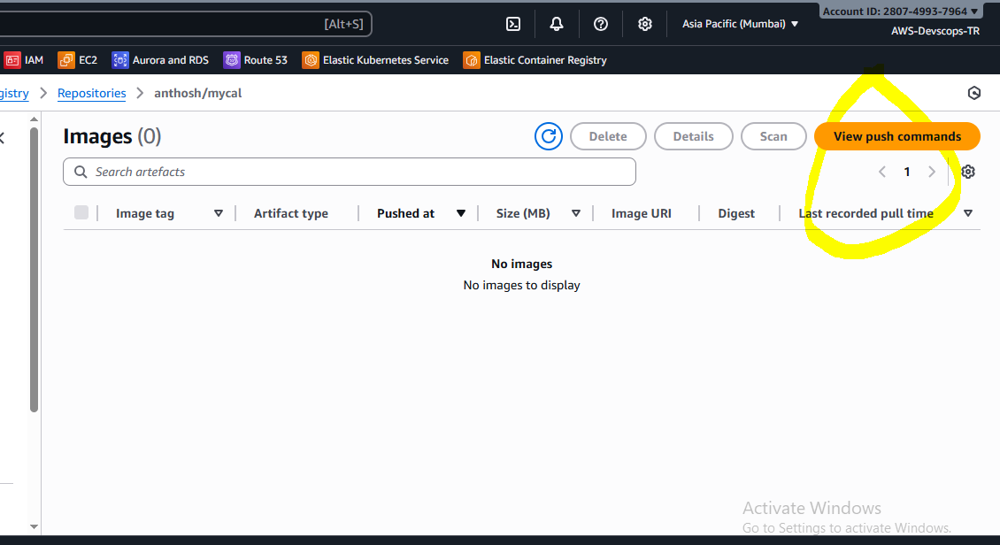 [Alt+S]
Asia Pacific (Mumbai)
Account ID: 2807-4993-7964
AWS-Devscops-TR
IAM
EC2
Aurora and RDS
Route 53
Elastic Kubernetes Service
Elastic Container Registry
gistry > Repositories > anthosh/mycal
Images (0)
Delete
Details
Scan
View push commands
Search artefacts
1
Image tag
Artifact type
Pushed at
Size (MB)
Image URI
Digest
Last recorded pull time
No images
No images to display
Activate Windows
Go to Settings to activate Windows.